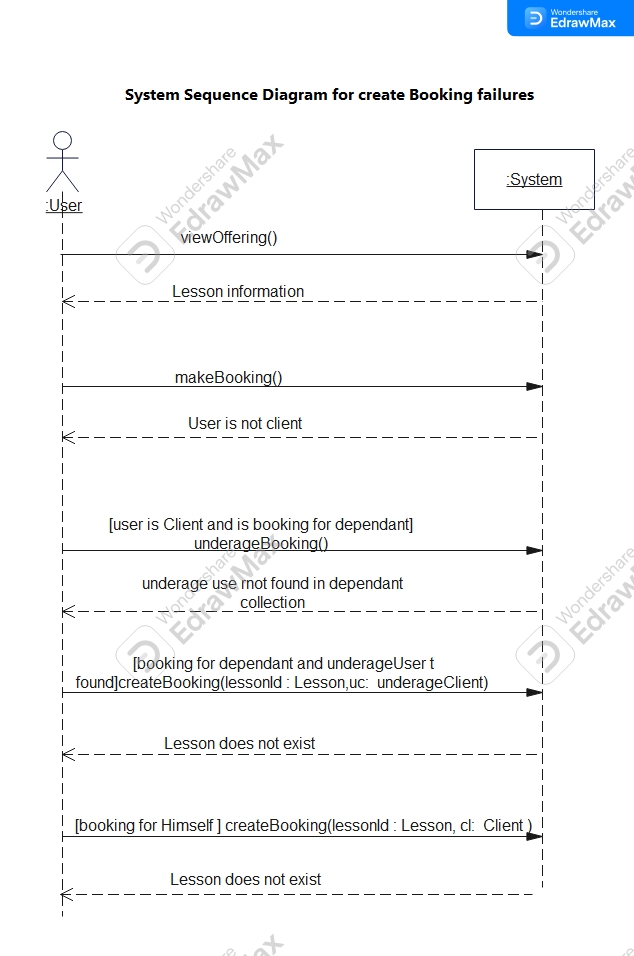 Wondershare
EdrawMax
System Sequence Diagram for create Booking failures
:User
:System
viewOffering()
Lesson information
makeBooking()
User is not client
[user is Client and is booking for dependant]
underageBooking()
underage use rnot found in dependant
collection
[booking for dependant and underageUser t
found]createBooking(lessonId : Lesson,uc:  underageClient)
Lesson does not exist
[booking for Himself ] createBooking(lessonId : Lesson, cl:  Client )
Lesson does not exist
Wondershare
EdrawMax
Wondershare
EdrawMax
Wondershare
EdrawMax
Wondershare
EdrawMax